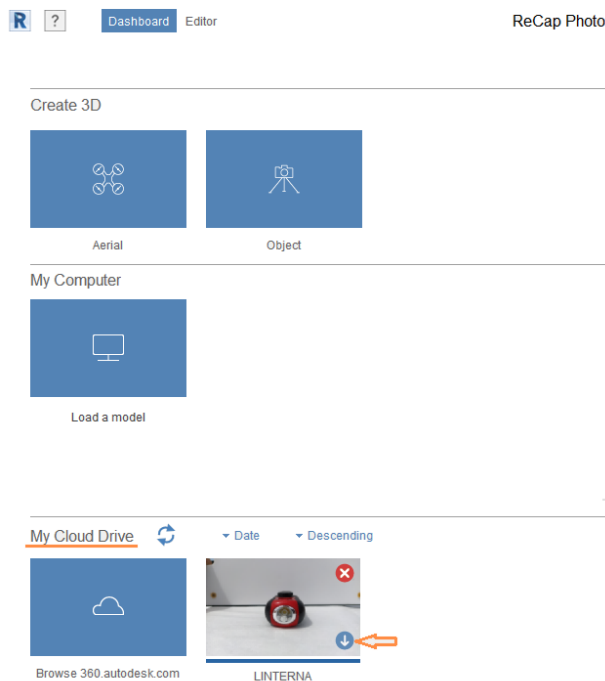 R ? Dashboard Editor ReCap Photo
Create 3D
Aerial Object
My Computer
Load a model
My Cloud Drive Date Descending
Browse 360.autodesk.com LINTERNA